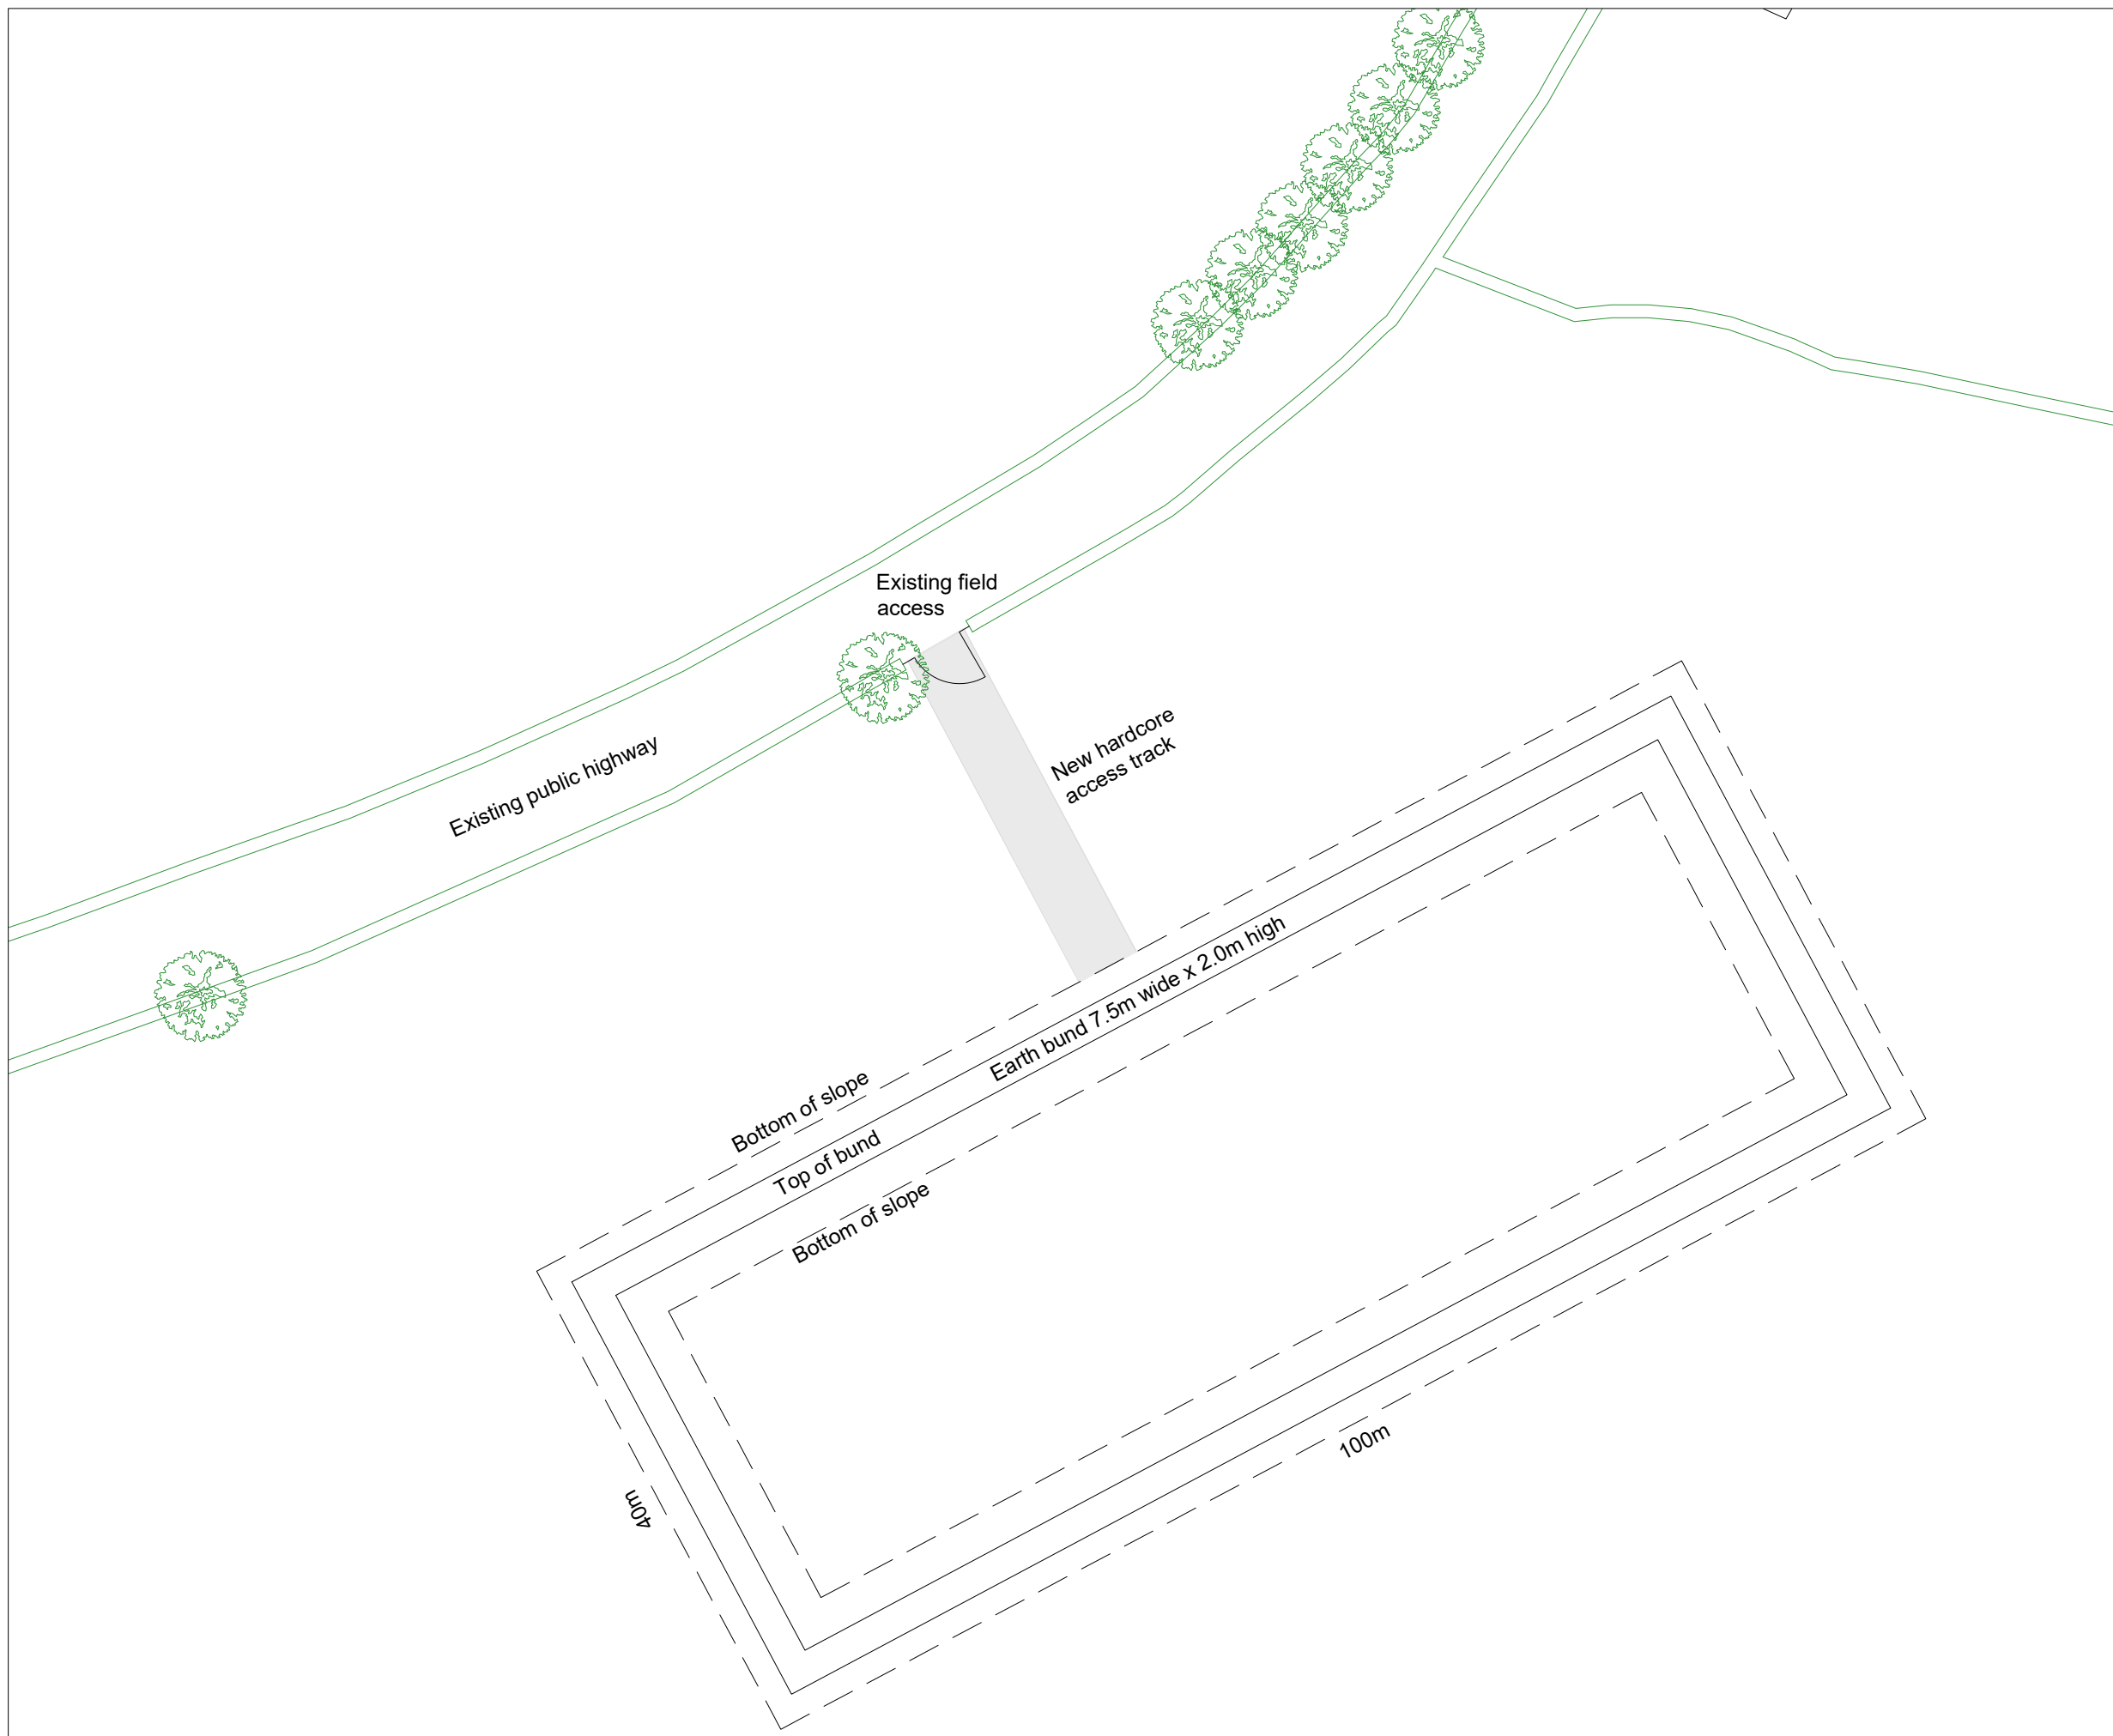 Existing field
access
New hardcore
access track
Existing public highway
Earth bund 7.5m wide x 2.0m high
Bottom of slope
Top of bund
Bottom of slope
100m
40m